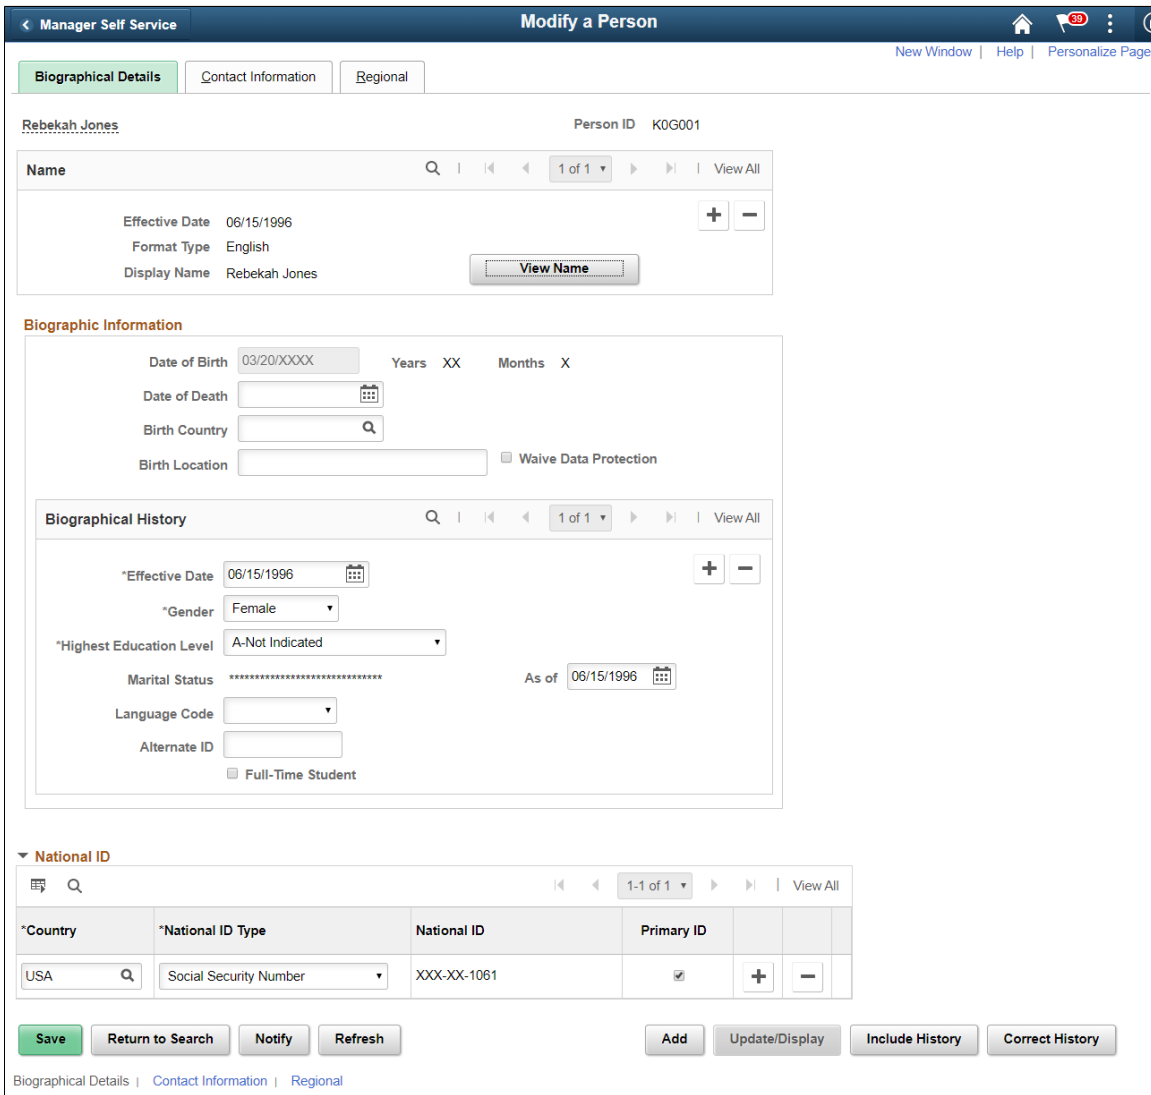 Manager Self Service Modify a Person 39
New Window | Help | Personalize Page
Biographical Details Contact Information Regional
Rebekah Jones Person ID K0G001
Name 1 of 1 | View All
Effective Date 06/15/1996
Format Type English
Display Name Rebekah Jones View Name
Biographic Information
Date of Birth 03/20/XXXX Years XX Months X
Date of Death
Birth Country
Birth Location Waive Data Protection
Biographical History 1 of 1 | View All
*Effective Date 06/15/1996
*Gender Female
*Highest Education Level A-Not Indicated
Marital Status ****************************** As of 06/15/1996
Language Code
Alternate ID
Full-Time Student
National ID
1-1 of 1 | View All
*Country *National ID Type National ID Primary ID
USA Social Security Number XXX-XX-1061
Save Return to Search Notify Refresh Add Update/Display Include History Correct History
Biographical Details | Contact Information | Regional